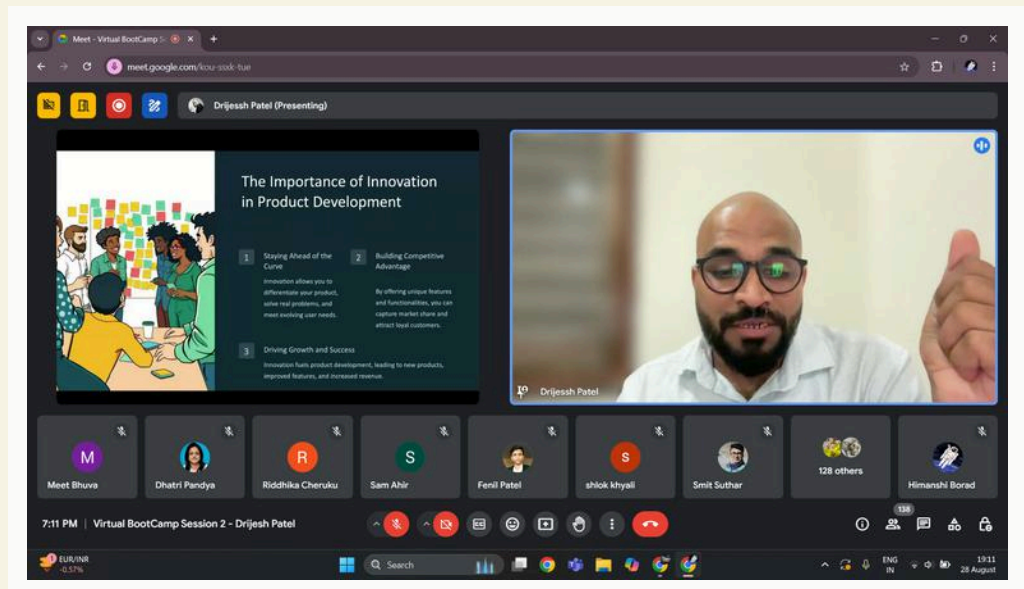 Meet - Virtual BootCamp S
meet.google.com/kou-ssxk-tue
Drijessh Patel (Presenting)
The Importance of Innovation
in Product Development
1
Staying Ahead of the
Curve
Innovation allows you to
differentiate your product,
solve real problems, and
meet evolving user needs.
2
Building Competitive
Advantage
By offering unique features
and functionalities, you can
capture market share and
attract loyal customers.
3
Driving Growth and Success
Innovation fuels product development, leading to new products,
improved features, and increased revenue.
Drijessh Patel
M
Meet Bhuva
Dhatri Pandya
R
Riddhika Cheruku
S
Sam Ahir
Fenil Patel
s
shlok khyali
Smit Suthar
128 others
Himanshi Borad
7:11 PM | Virtual BootCamp Session 2 - Drijesh Patel
138
EUR/INR
-0.57%
Search
ENG
IN
19:11
28 August